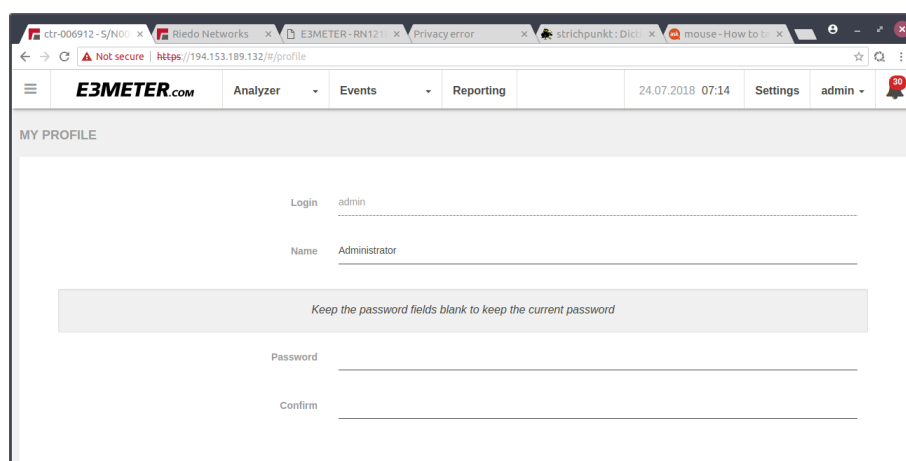 ctr-006912 - S/N00
Riedo Networks
E3METER - RN121
Privacy error
strichpunkt : Dicti
mouse - How to ta
Not secure https://194.153.189.132/#/profile
E3METER.COM
Analyzer
Events
Reporting
24.07.2018 07:14
Settings
admin
30
MY PROFILE
Login admin
Name Administrator
Keep the password fields blank to keep the current password
Password
Confirm